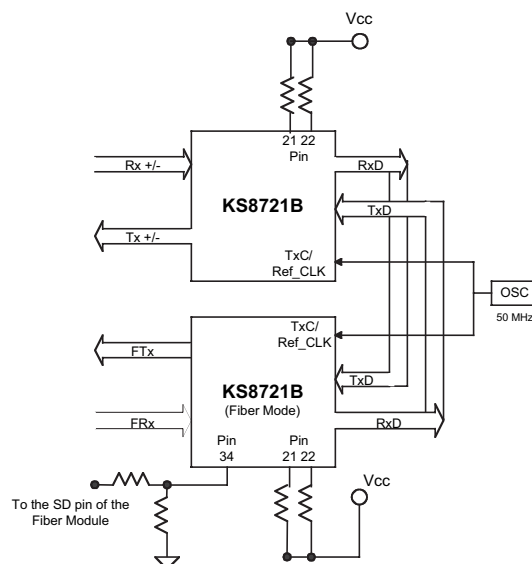 Vcc
21 22
Pin
Rx +/-
RxD
KS8721B
TxD
Tx +/-
TxC/
Ref_CLK
OSC
50 MHz
TxC/
Ref_CLK
FTx
TxD
KS8721B
(Fiber Mode)
FRx
RxD
Pin
34
Pin
21 22
Vcc
To the SD pin of the
Fiber Module